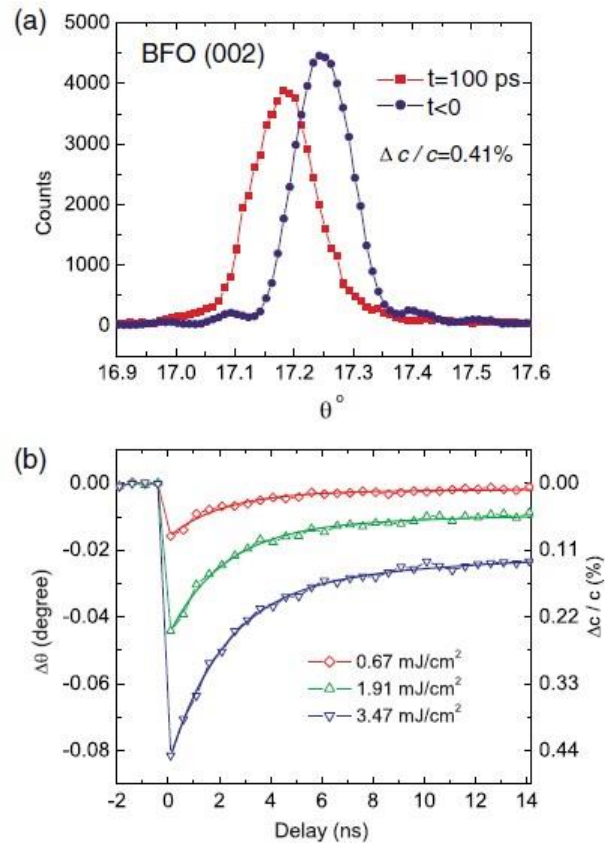 (a)
5000
4000
3000
2000
1000
0
Counts
BFO (002)
t=100 ps
t<0
Δc/c=0.41%
16.9 17.0 17.1 17.2 17.3 17.4 17.5 17.6
θ°
(b)
0.00
-0.02
-0.04
-0.06
-0.08
Δθ (degree)
0.00
0.11
0.22
0.33
0.44
Δc / c (%)
0.67 mJ/cm²
1.91 mJ/cm²
3.47 mJ/cm²
-2 0 2 4 6 8 10 12 14
Delay (ns)